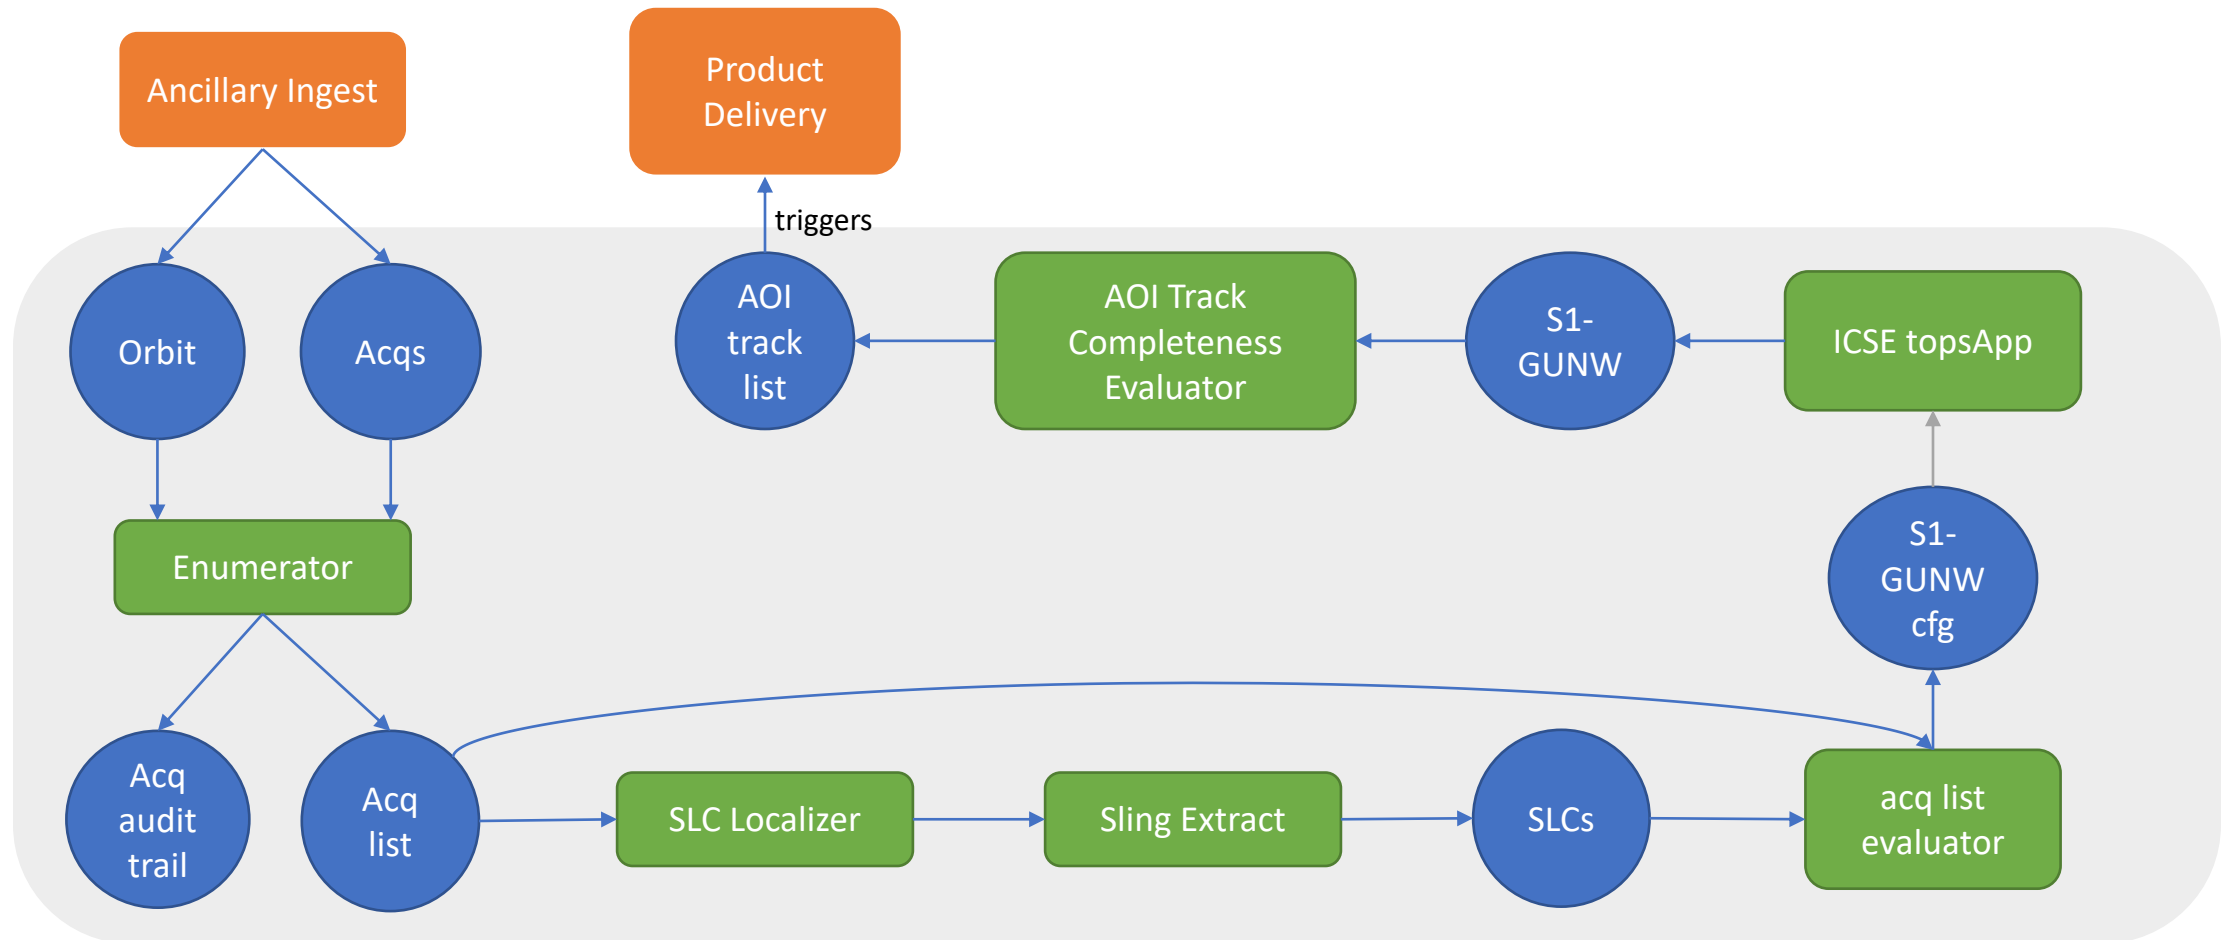 Ancillary Ingest
Product
Delivery
triggers
Orbit
Acqs
AOI
track
list
AOI Track
Completeness
Evaluator
S1-
GUNW
ICSE topsApp
Enumerator
S1-
GUNW
cfg
Acq
audit
trail
Acq
list
SLC Localizer
Sling Extract
SLCs
acq list
evaluator